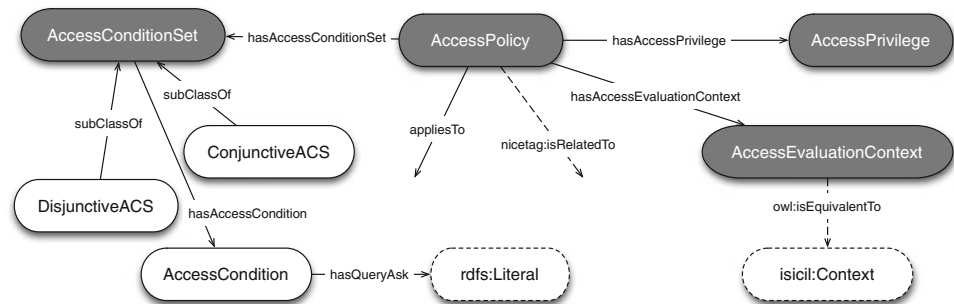 AccessConditionSet
hasAccessConditionSet
AccessPolicy
hasAccessPrivilege
AccessPrivilege
subClassOf
subClassOf
hasAccessEvaluationContext
appliesTo
nicetag:isRelatedTo
ConjunctiveACS
AccessEvaluationContext
DisjunctiveACS
hasAccessCondition
owl:isEquivalentTo
AccessCondition
hasQueryAsk
rdfs:Literal
isicil:Context